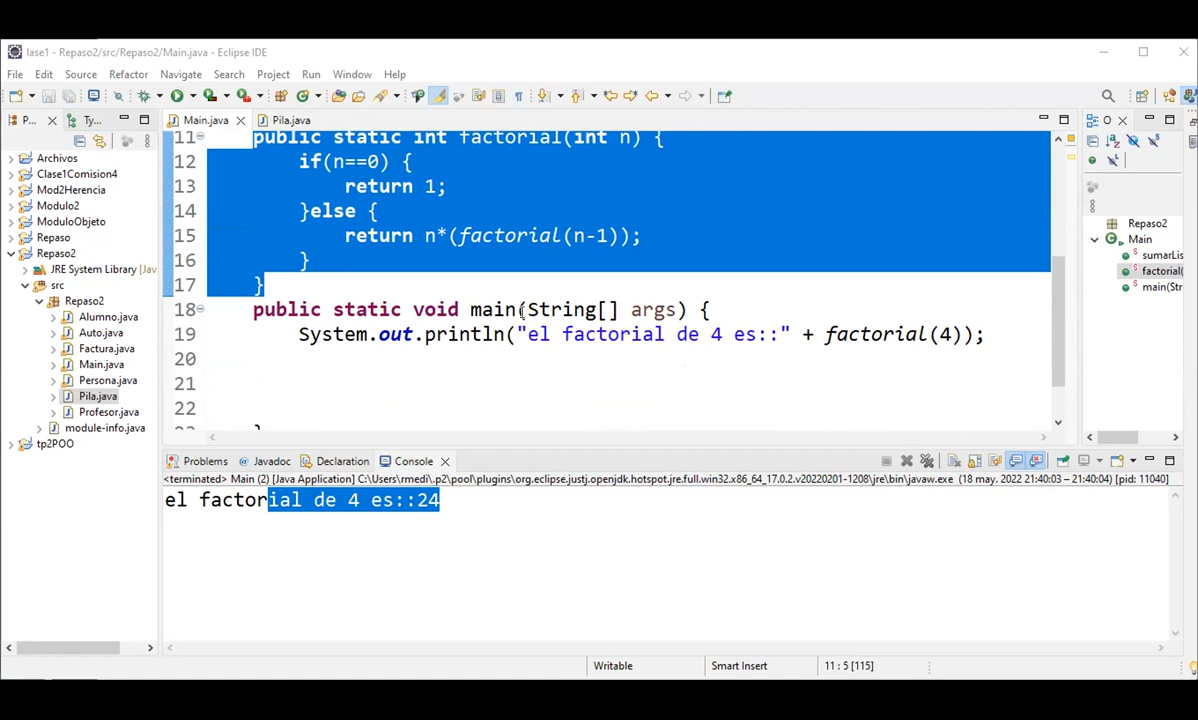 lase1 - Repaso2/src/Repaso2/Main.java - Eclipse IDE
File Edit Source Refactor Navigate Search Project Run Window Help
P... Ty... Main.java Pila.java O
Archivos
Clase1Comision4
Mod2Herencia
Modulo2
ModuloObjeto
Repaso
Repaso2
JRE System Library [Jav
src
Repaso2
Alumno.java
Auto.java
Factura.java
Main.java
Persona.java
Pila.java
Profesor.java
module-info.java
tp2POO
11 public static int factorial(int n) {
12 if(n==0) {
13 return 1;
14 }else {
15 return n*(factorial(n-1));
16 }
17 }
18 public static void main(String[] args) {
19 System.out.println("el factorial de 4 es::" + factorial(4));
20
21
22
Repaso2
Main
sumarLis
factorial(
main(Str
Problems Javadoc Declaration Console
<terminated> Main (2) [Java Application] C:\Users\rmedi\.p2\pool\plugins\org.eclipse.justj.openjdk.hotspot.jre.full.win32.x86_64_17.0.2.v20220201-1208\jre\bin\javaw.exe (18 may. 2022 21:40:03 – 21:40:04) [pid: 11040]
el factorial de 4 es::24
Writable Smart Insert 11 : 5 [115]